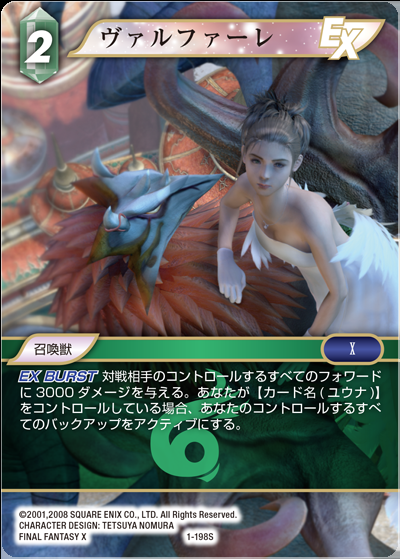 2
ヴァルファーレ
EX
召喚獣
X
EX BURST 対戦相手のコントロールするすべてのフォワード
に 3000 ダメージを与える。あなたが【カード名(ユウナ)】
をコントロールしている場合、あなたのコントロールするすべ
てのバックアップをアクティブにする。
©2001,2008 SQUARE ENIX CO., LTD. All Rights Reserved.
CHARACTER DESIGN: TETSUYA NOMURA
FINAL FANTASY X
1-198S